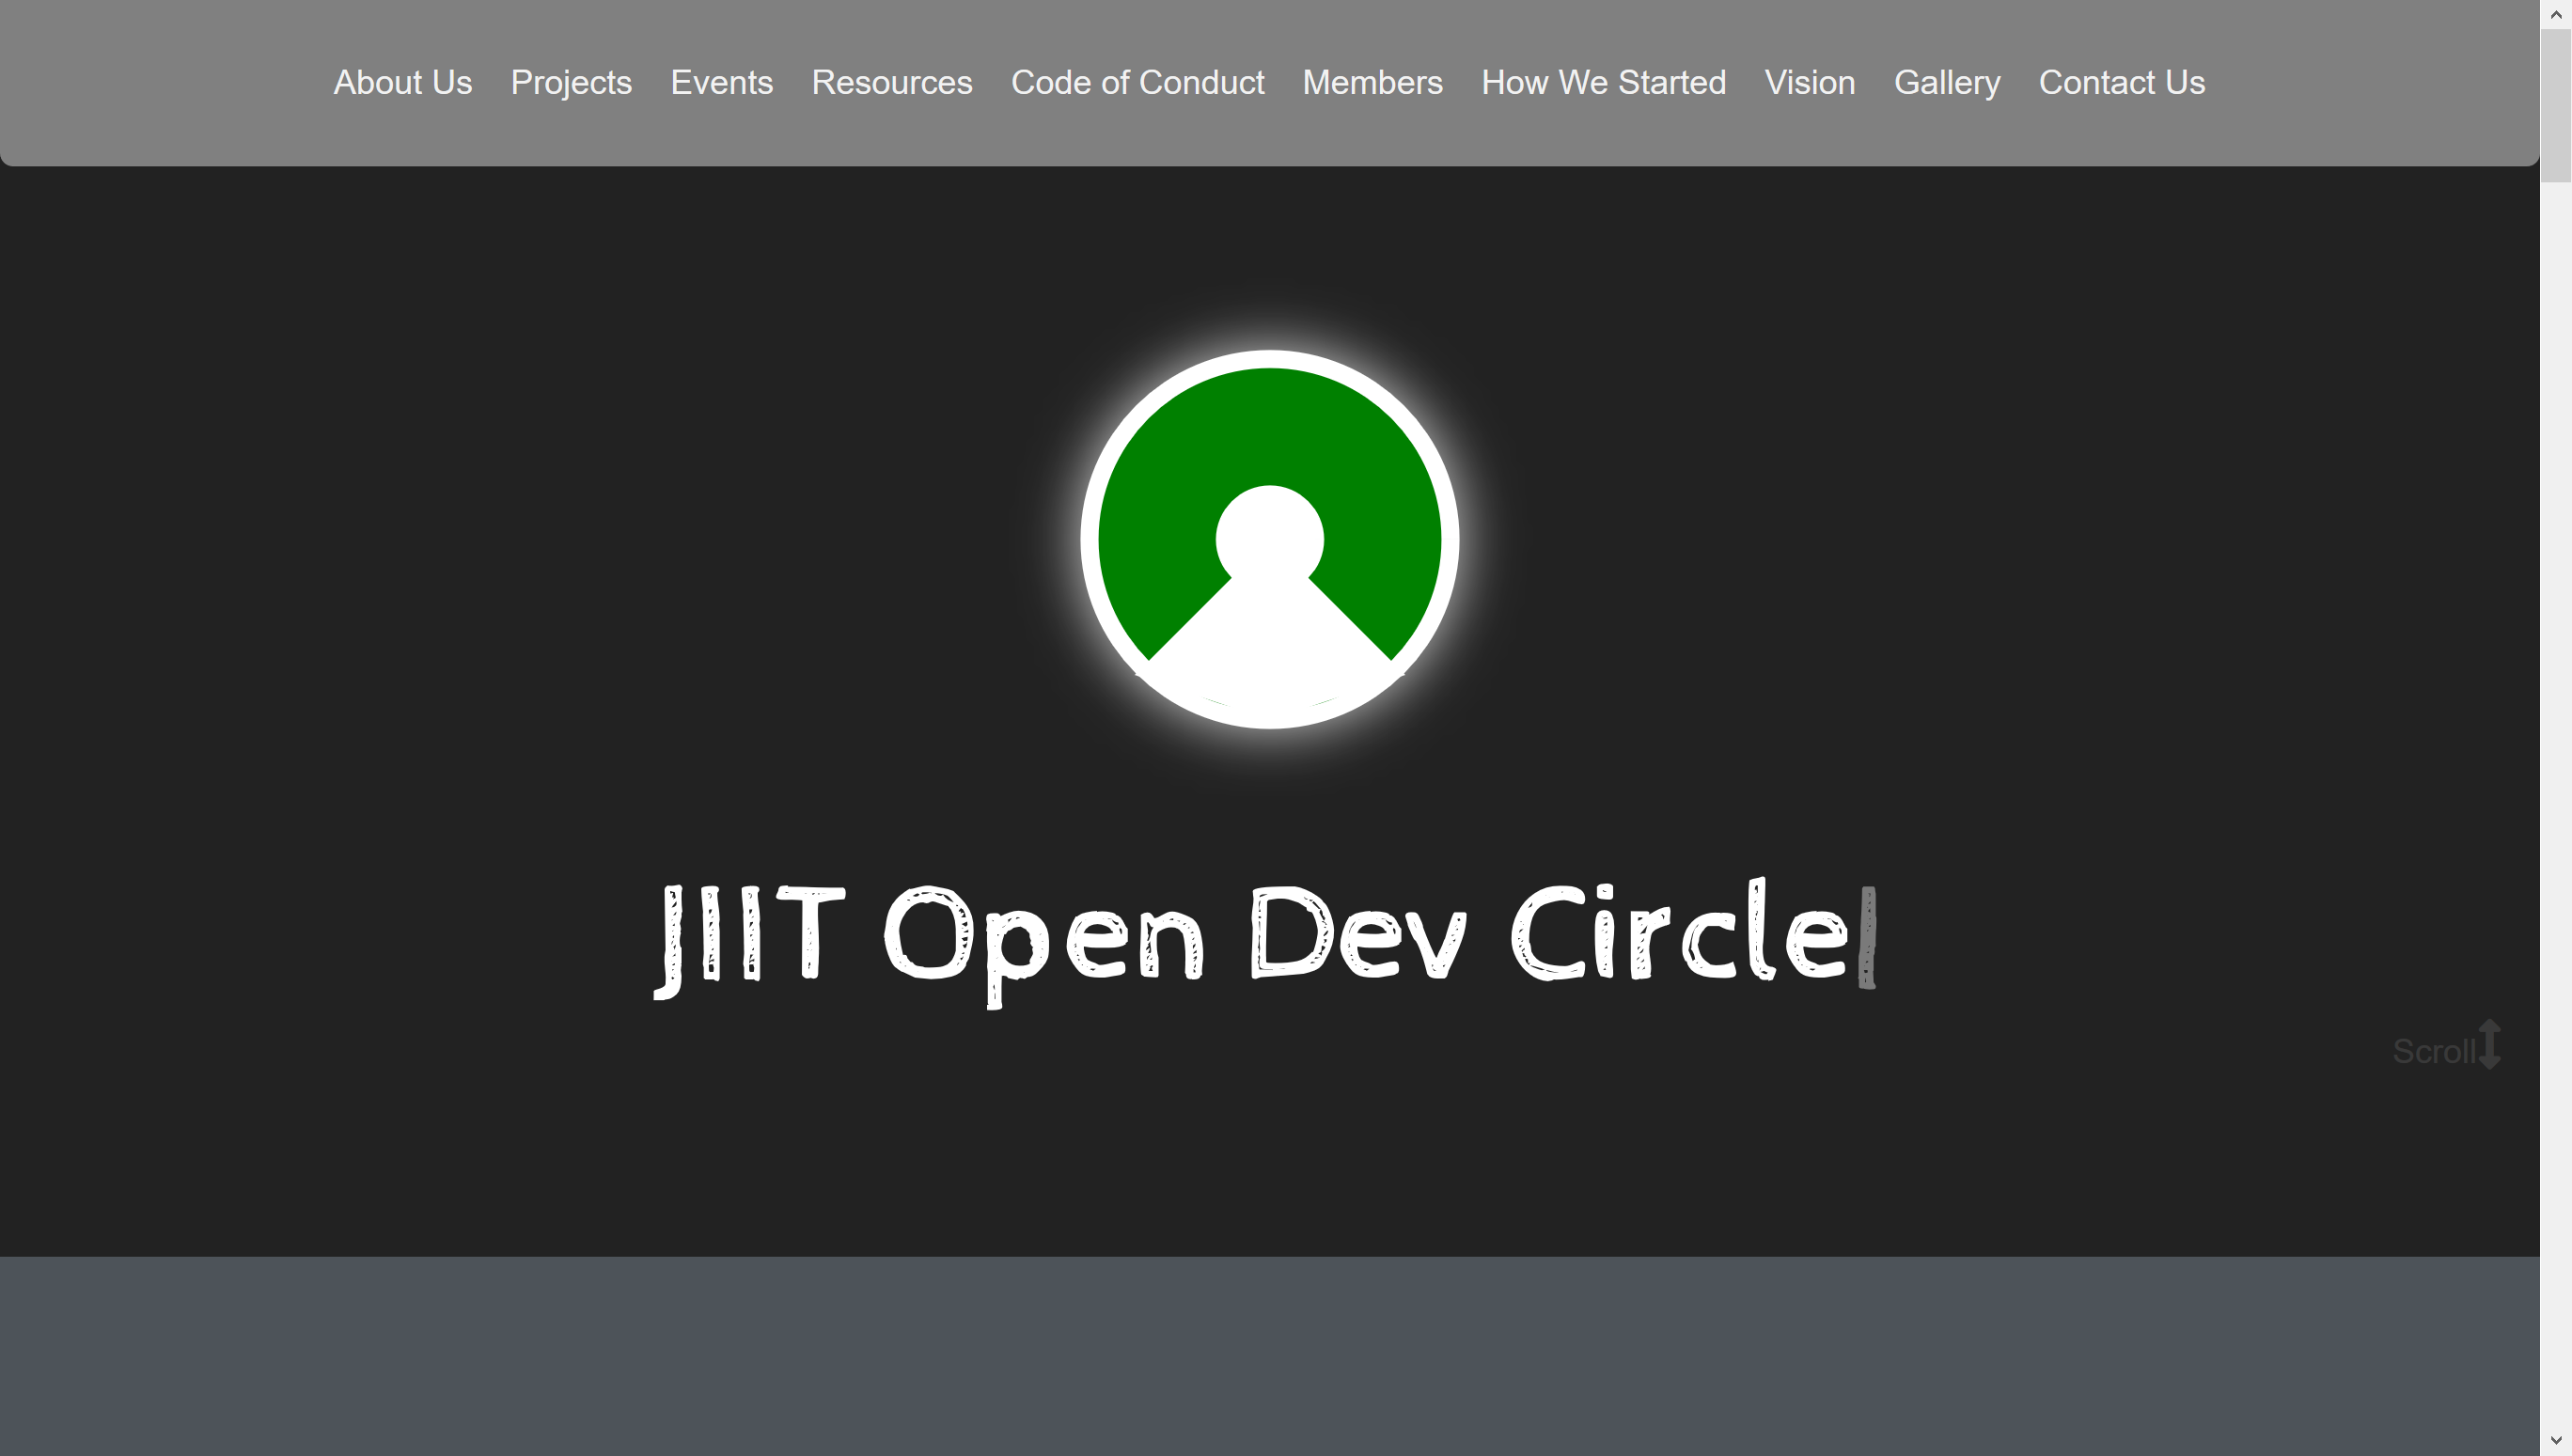 About Us Projects Events Resources Code of Conduct Members How We Started Vision Gallery Contact Us
JIIT Open Dev Circle|
Scroll